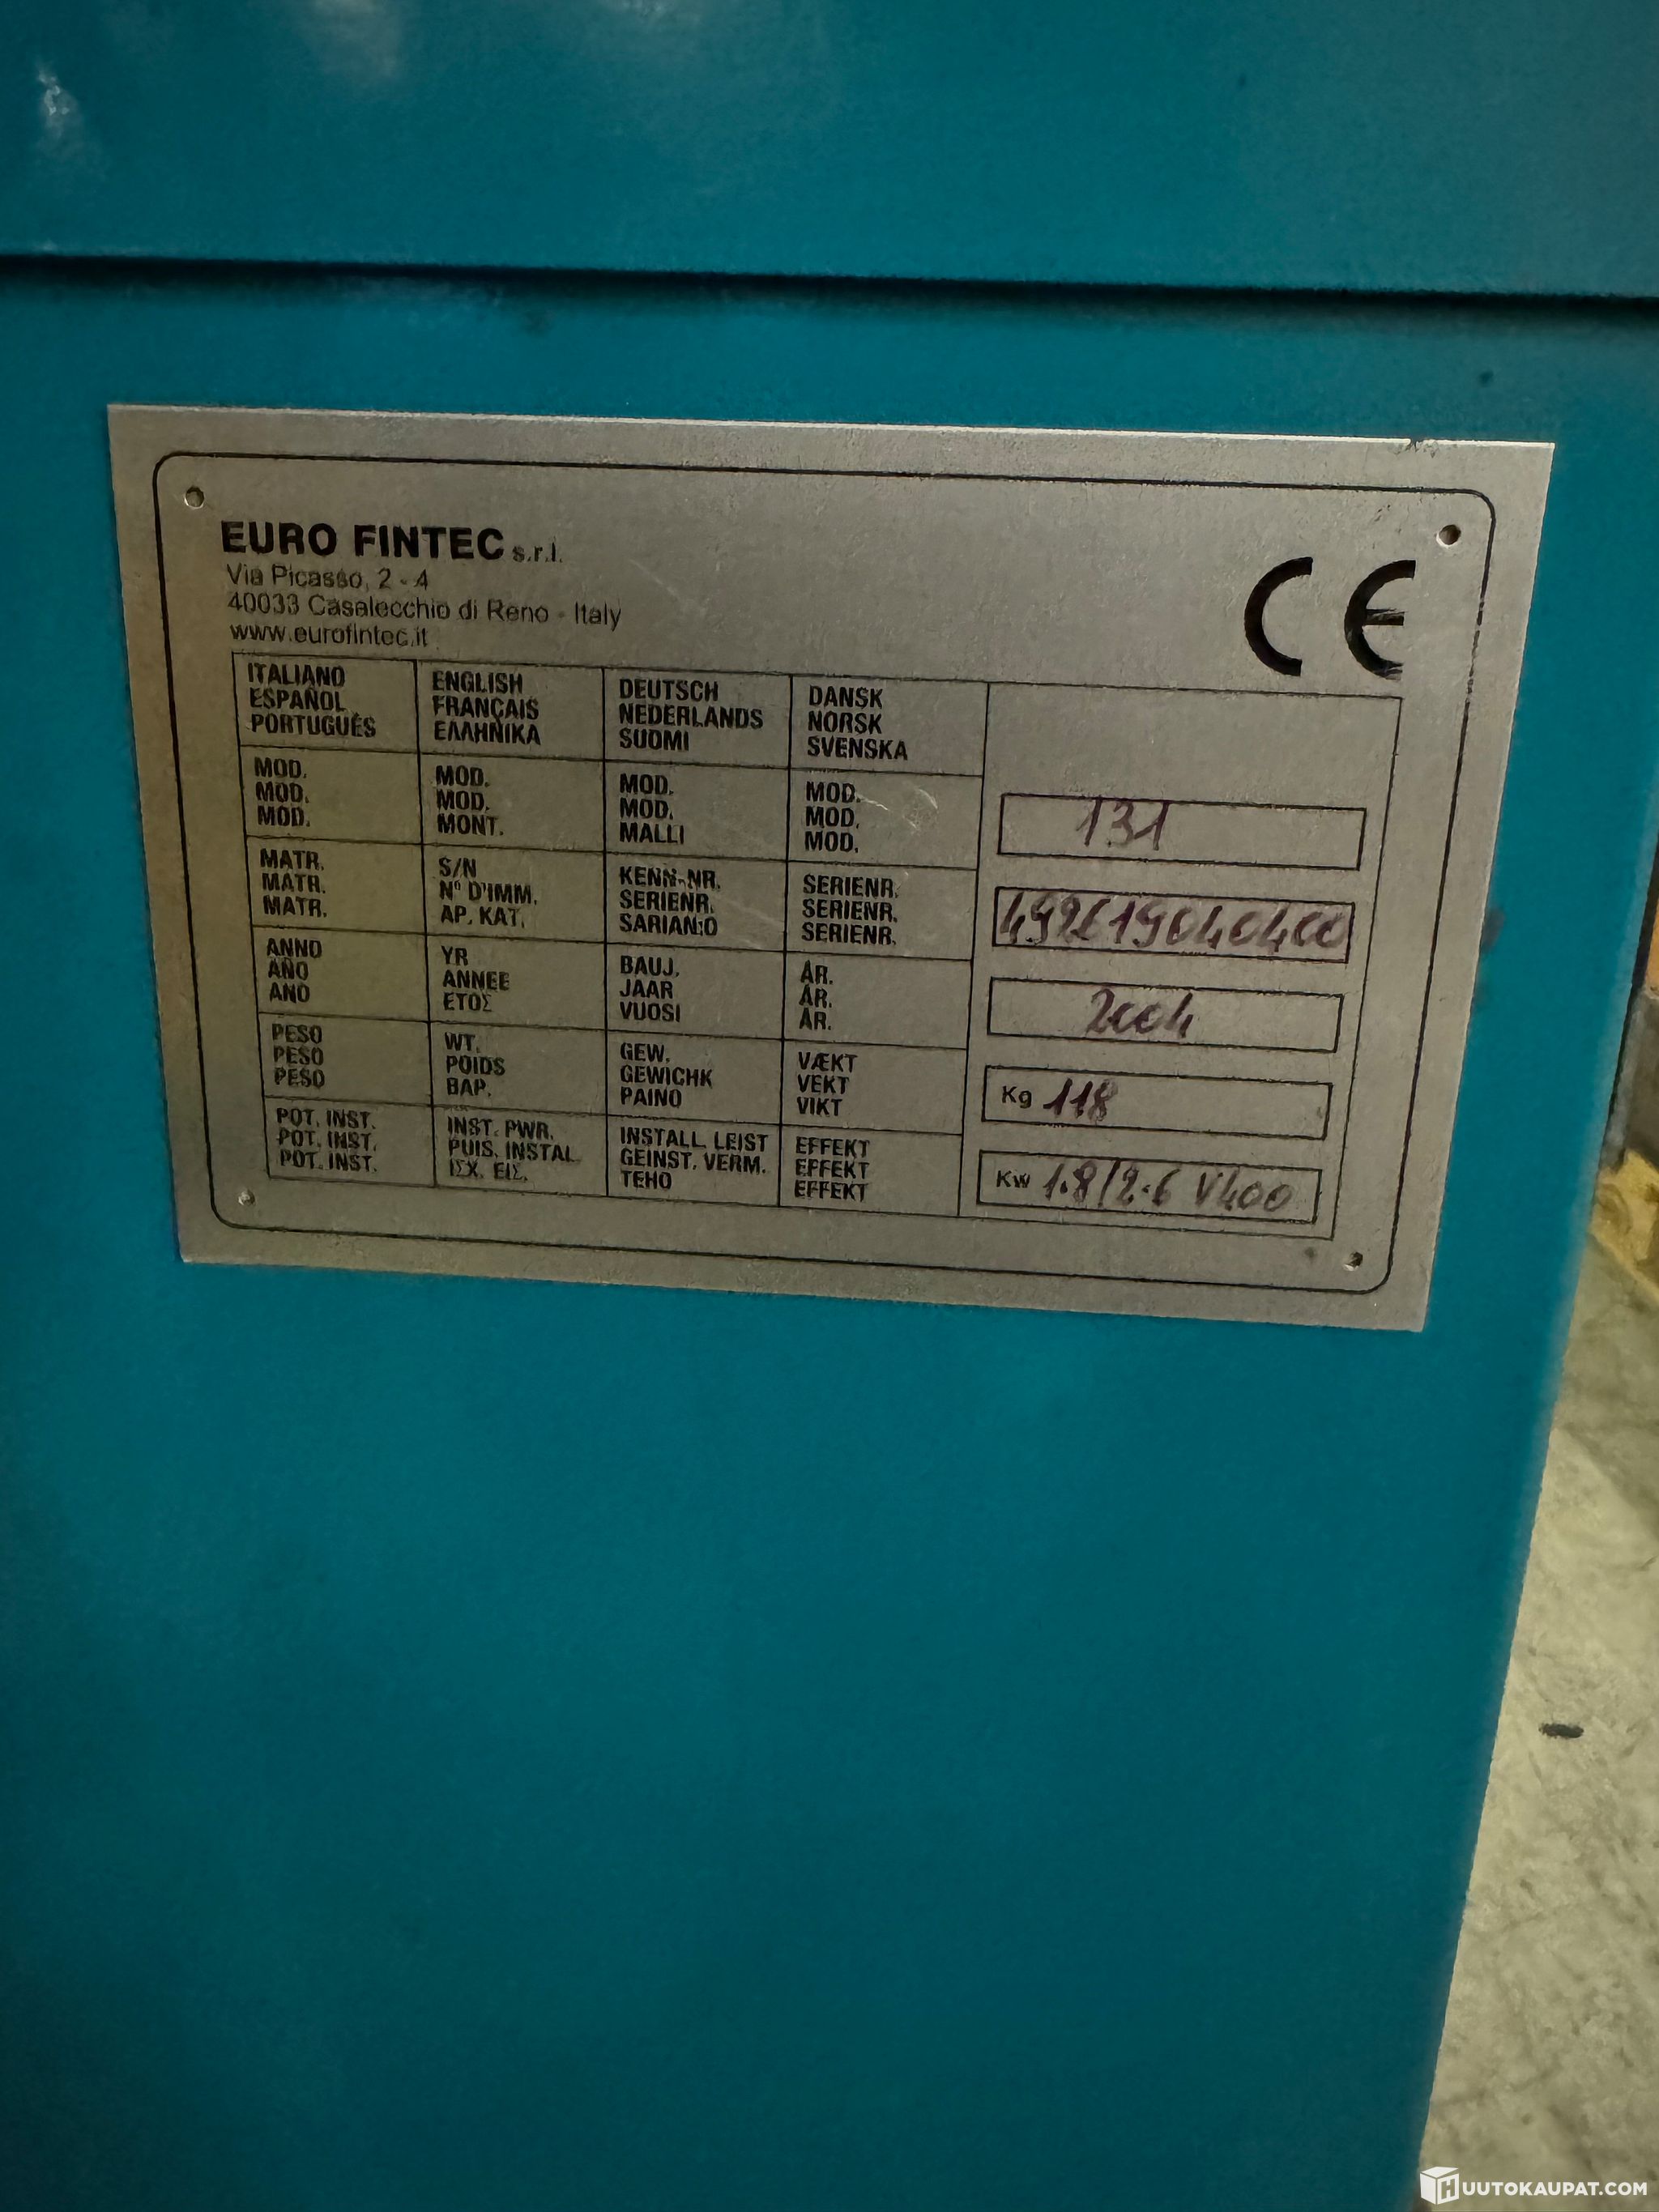 EURO FINTEC s.r.l.
Via Picasso, 2 - 4
40033 Casalecchio di Reno - Italy
www.eurofintec.it
CE
ITALIANO
ESPAÑOL
PORTUGUÊS
ENGLISH
FRANÇAIS
ΕΛΛΗΝΙΚΑ
DEUTSCH
NEDERLANDS
SUOMI
DANSK
NORSK
SVENSKA
MOD.
MOD.
MOD.
MOD.
MOD.
MONT.
MOD.
MOD.
MALLI
MOD.
MOD.
MOD.
131
MATR.
MATR.
MATR.
S/N
Nº D'IMM.
AP. KAT.
KENN-NR.
SERIENR.
SARIANO
SERIENR.
SERIENR.
SERIENR.
ANNO
AÑO
ANO
YR
ANNEE
ΕΤΟΣ
BAUJ.
JAAR
VUOSI
ÅR.
ÅR.
ÅR.
2004
PESO
PESO
PESO
WT.
POIDS
BAP.
GEW.
GEWICHK
PAINO
VÆKT
VEKT
VIKT
Kg 118
POT. INST.
POT. INST.
POT. INST.
INST. PWR.
PUIS. INSTAL
ΙΣΧ. ΕΙΣ.
INSTALL. LEIST
GEINST. VERM.
TEHO
EFFEKT
EFFEKT
EFFEKT
Kw 1.8/2.6 V400
HUUTOKAUPAT.COM